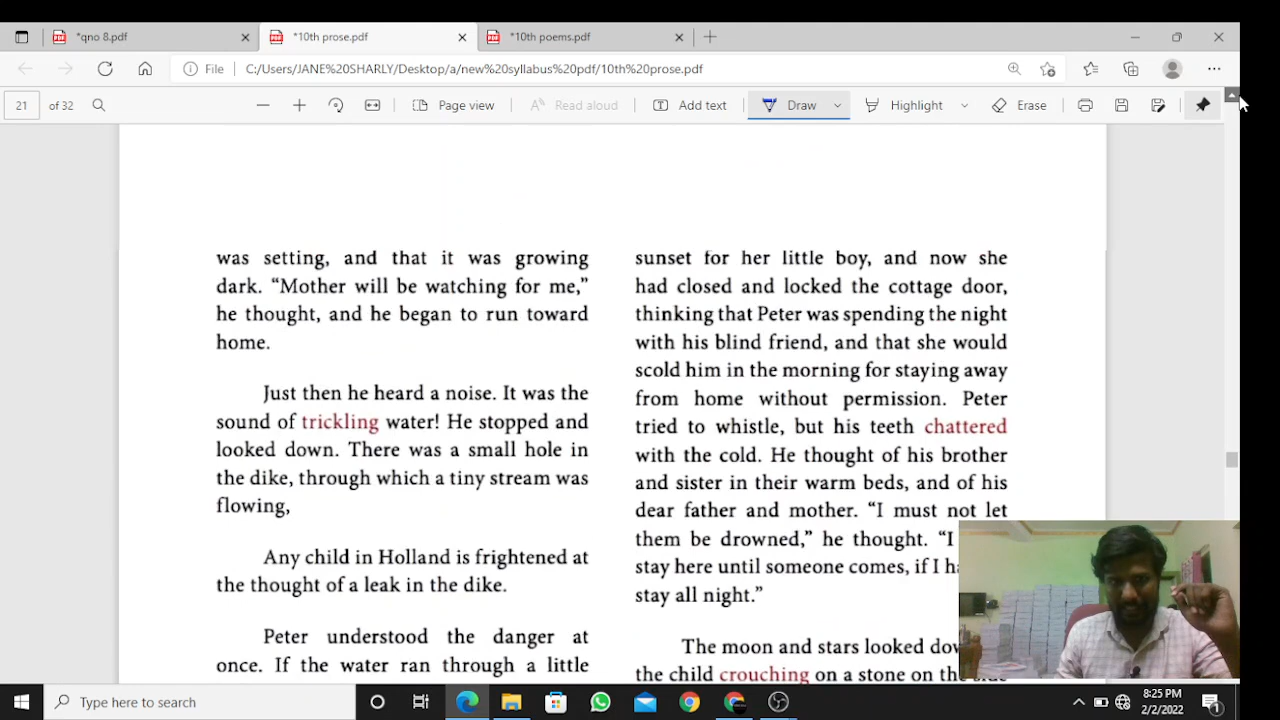 *qno 8.pdf
*10th prose.pdf
*10th poems.pdf
File
C:/Users/JANE%20SHARLY/Desktop/a/new%20syllabus%20pdf/10th%20prose.pdf
21 of 32
Page view
Read aloud
Add text
Draw
Highlight
Erase
was setting, and that it was growing
dark. “Mother will be watching for me,”
he thought, and he began to run toward
home.
Just then he heard a noise. It was the
sound of trickling water! He stopped and
looked down. There was a small hole in
the dike, through which a tiny stream was
flowing,
Any child in Holland is frightened at
the thought of a leak in the dike.
Peter understood the danger at
once. If the water ran through a little
sunset for her little boy, and now she
had closed and locked the cottage door,
thinking that Peter was spending the night
with his blind friend, and that she would
scold him in the morning for staying away
from home without permission. Peter
tried to whistle, but his teeth chattered
with the cold. He thought of his brother
and sister in their warm beds, and of his
dear father and mother. “I must not let
them be drowned,” he thought. “I
stay here until someone comes, if I ha
stay all night.”
The moon and stars looked dow
the child crouching on a stone on the side
Type here to search
8:25 PM
2/2/2022
1